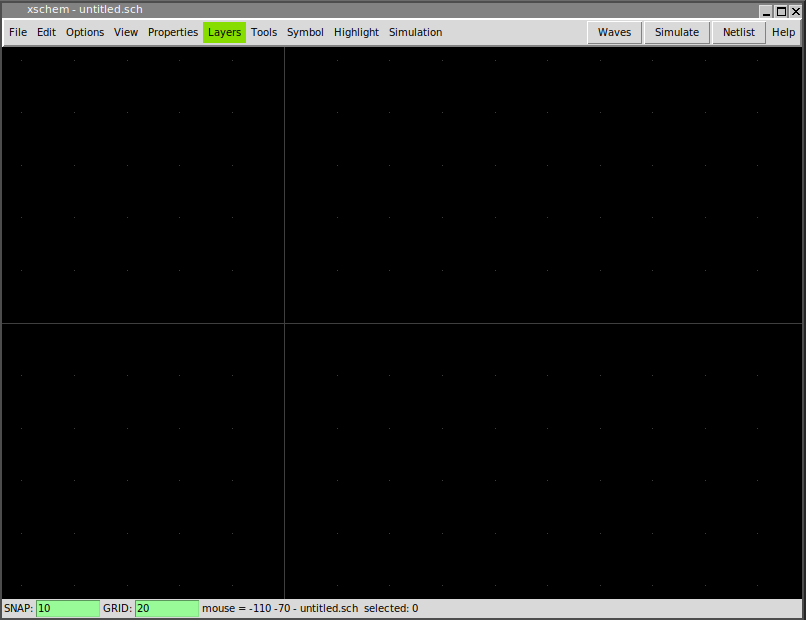 xschem - untitled.sch
File Edit Options View Properties Layers Tools Symbol Highlight Simulation Waves Simulate Netlist Help
SNAP: 10 GRID: 20 mouse = -110 -70 - untitled.sch selected: 0